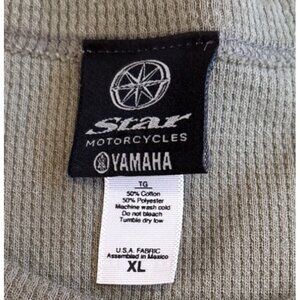 Star
MOTORCYCLES
YAMAHA
TG
50% Cotton
50% Polyester
Machine wash cold
Do not bleach
Tumble dry low
U.S.A. FABRIC
Assembled in Mexico
XL